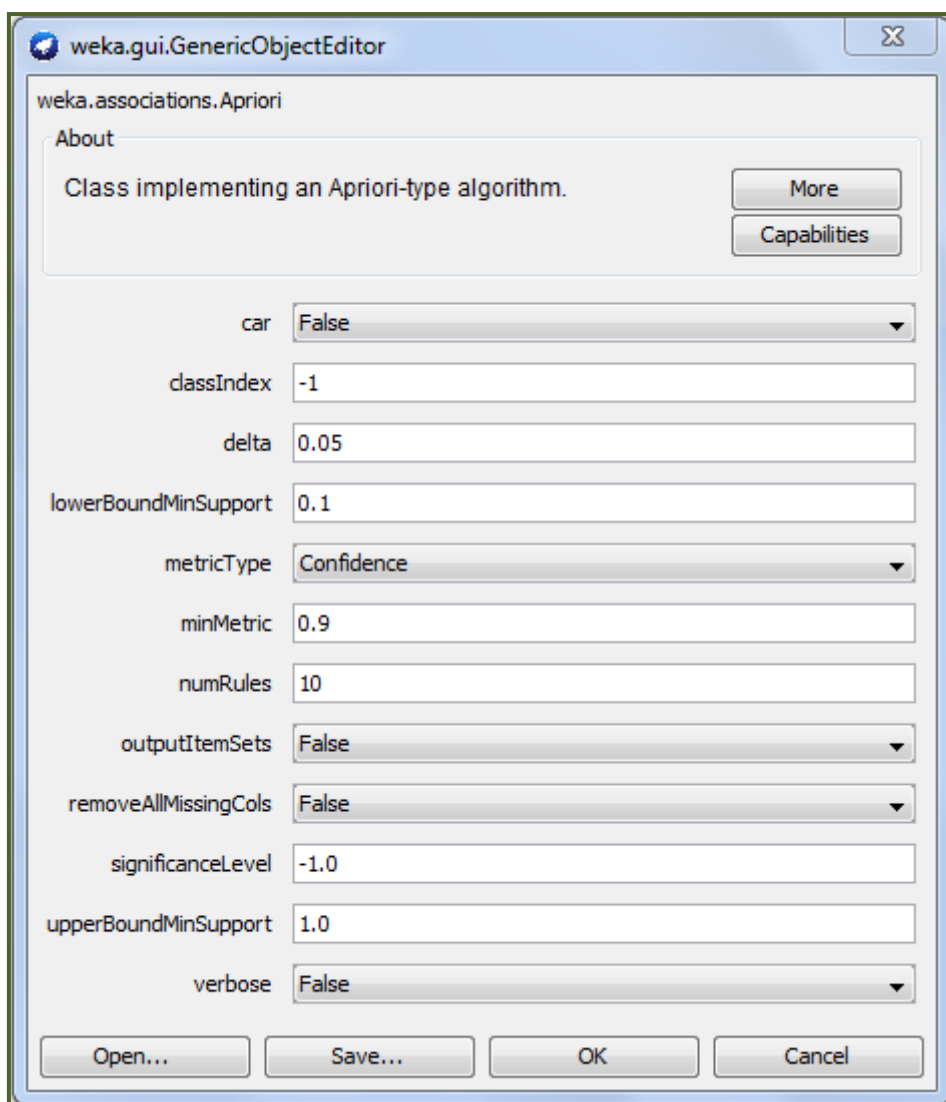 weka.gui.GenericObjectEditor
weka.associations.Apriori
About
Class implementing an Apriori-type algorithm.
More
Capabilities
car False
classIndex -1
delta 0.05
lowerBoundMinSupport 0.1
metricType Confidence
minMetric 0.9
numRules 10
outputItemSets False
removeAllMissingCols False
significanceLevel -1.0
upperBoundMinSupport 1.0
verbose False
Open... Save... OK Cancel